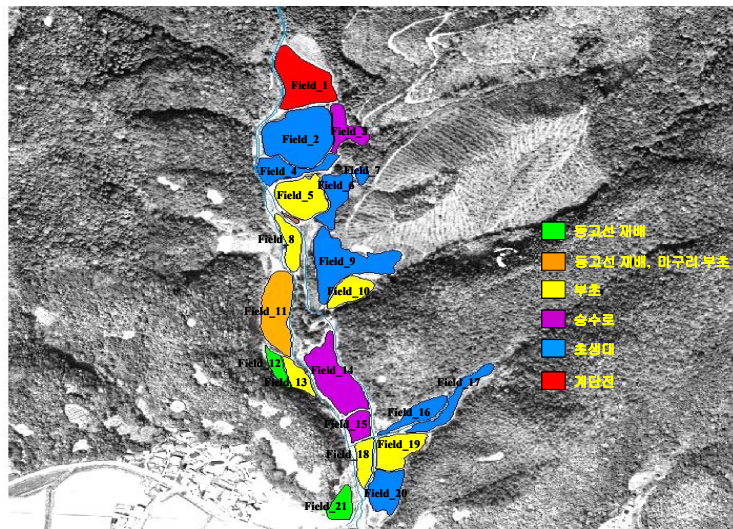 Field_1
Field_2
Field_3
Field_4
Field
Field_6
Field_5
Field_8
등고선 재배
Field_9
등고선 재배, 마구리 부초
Field_10
부초
Field_11
승수로
Field_12
Field_14
초생대
Field_13
Field_17
계단전
Field_16
Field_15
Field_19
Field_18
Field_20
Field_21